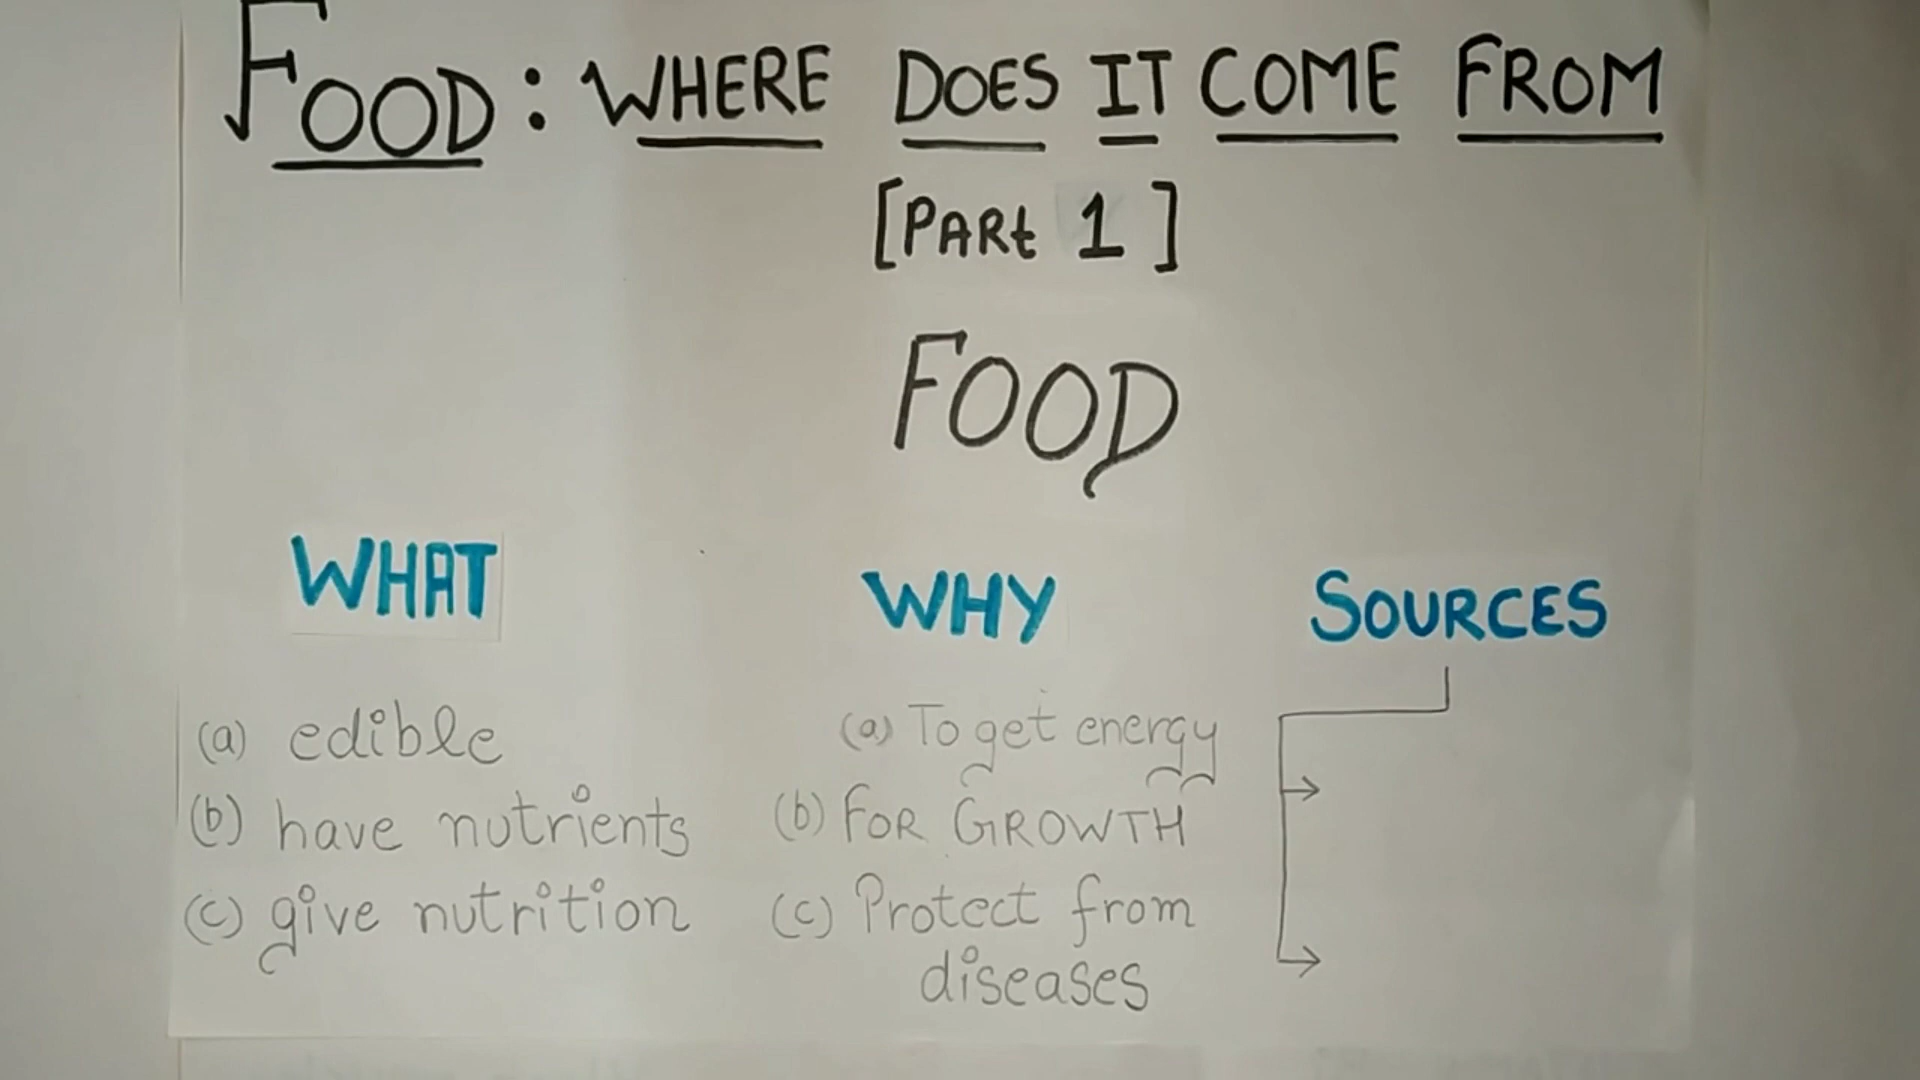 FOOD: WHERE DOES IT COME FROM
[PARt 1]
FOOD
WHAT
(a) edible
(b) have nutrients
(c) give nutrition
WHY
(a) To get energy
(b) FOR GROWTH
(c) Protect from
diseases
SOURCES